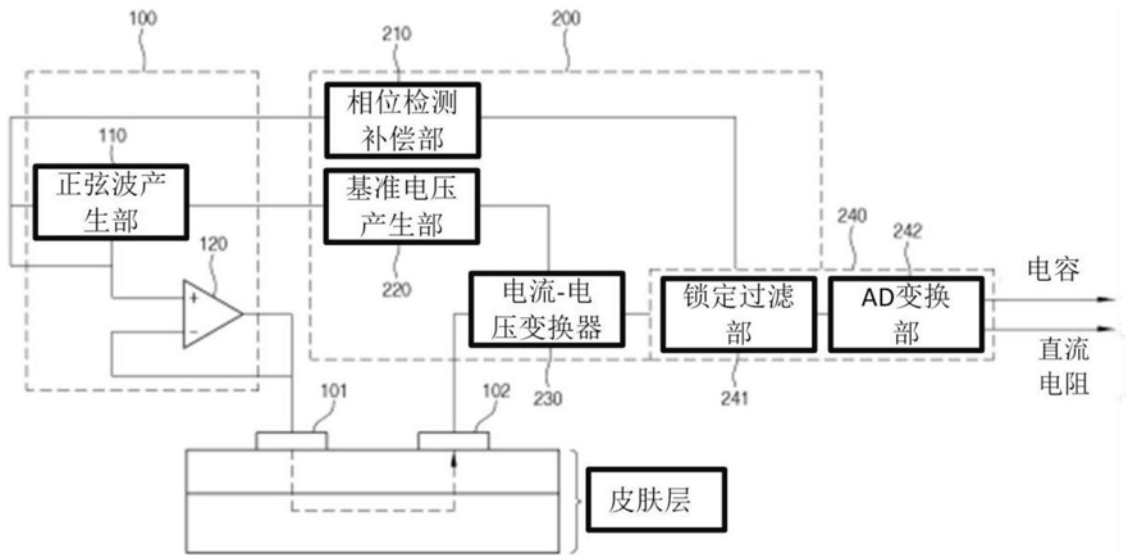 100
200
210
相位检测
补偿部
110
正弦波产
生部
基准电压
产生部
220
120
+
−
240
242
电流-电
压变换器
230
锁定过滤
部
241
AD变换
部
电容
直流
电阻
101
102
皮肤层